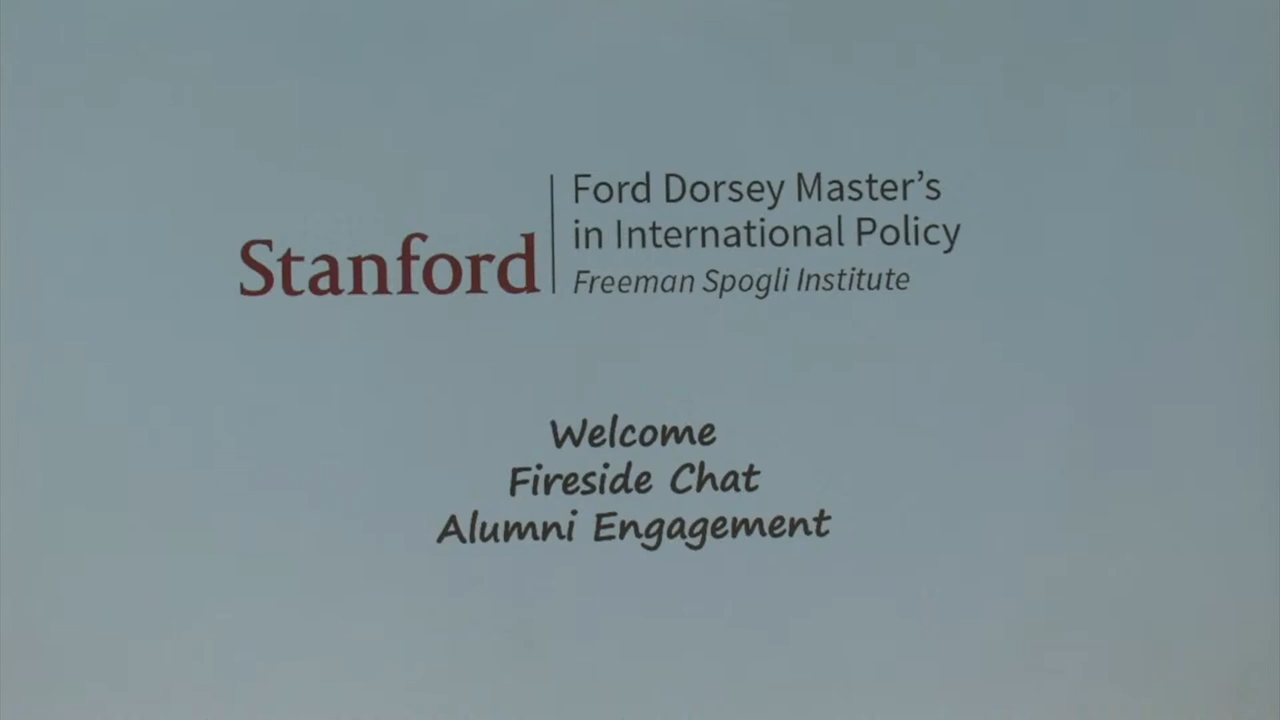 Stanford
Ford Dorsey Master’s
in International Policy
Freeman Spogli Institute
Welcome
Fireside Chat
Alumni Engagement